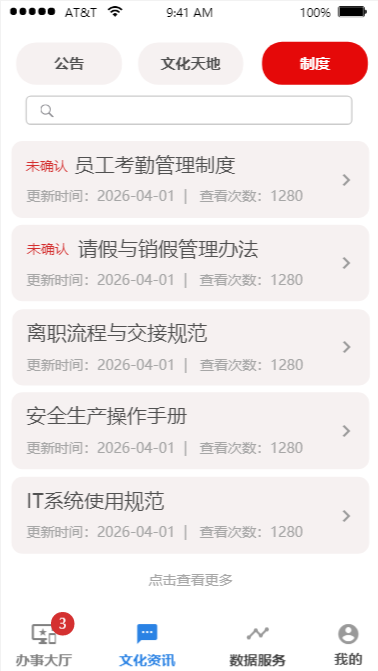 AT&T 9:41 AM 100%
公告 文化天地 制度
未确认 员工考勤管理制度
更新时间：2026-04-01 | 查看次数：1280
未确认 请假与销假管理办法
更新时间：2026-04-01 | 查看次数：1280
离职流程与交接规范
更新时间：2026-04-01 | 查看次数：1280
安全生产操作手册
更新时间：2026-04-01 | 查看次数：1280
IT系统使用规范
更新时间：2026-04-01 | 查看次数：1280
点击查看更多
3
办事大厅 文化资讯 数据服务 我的